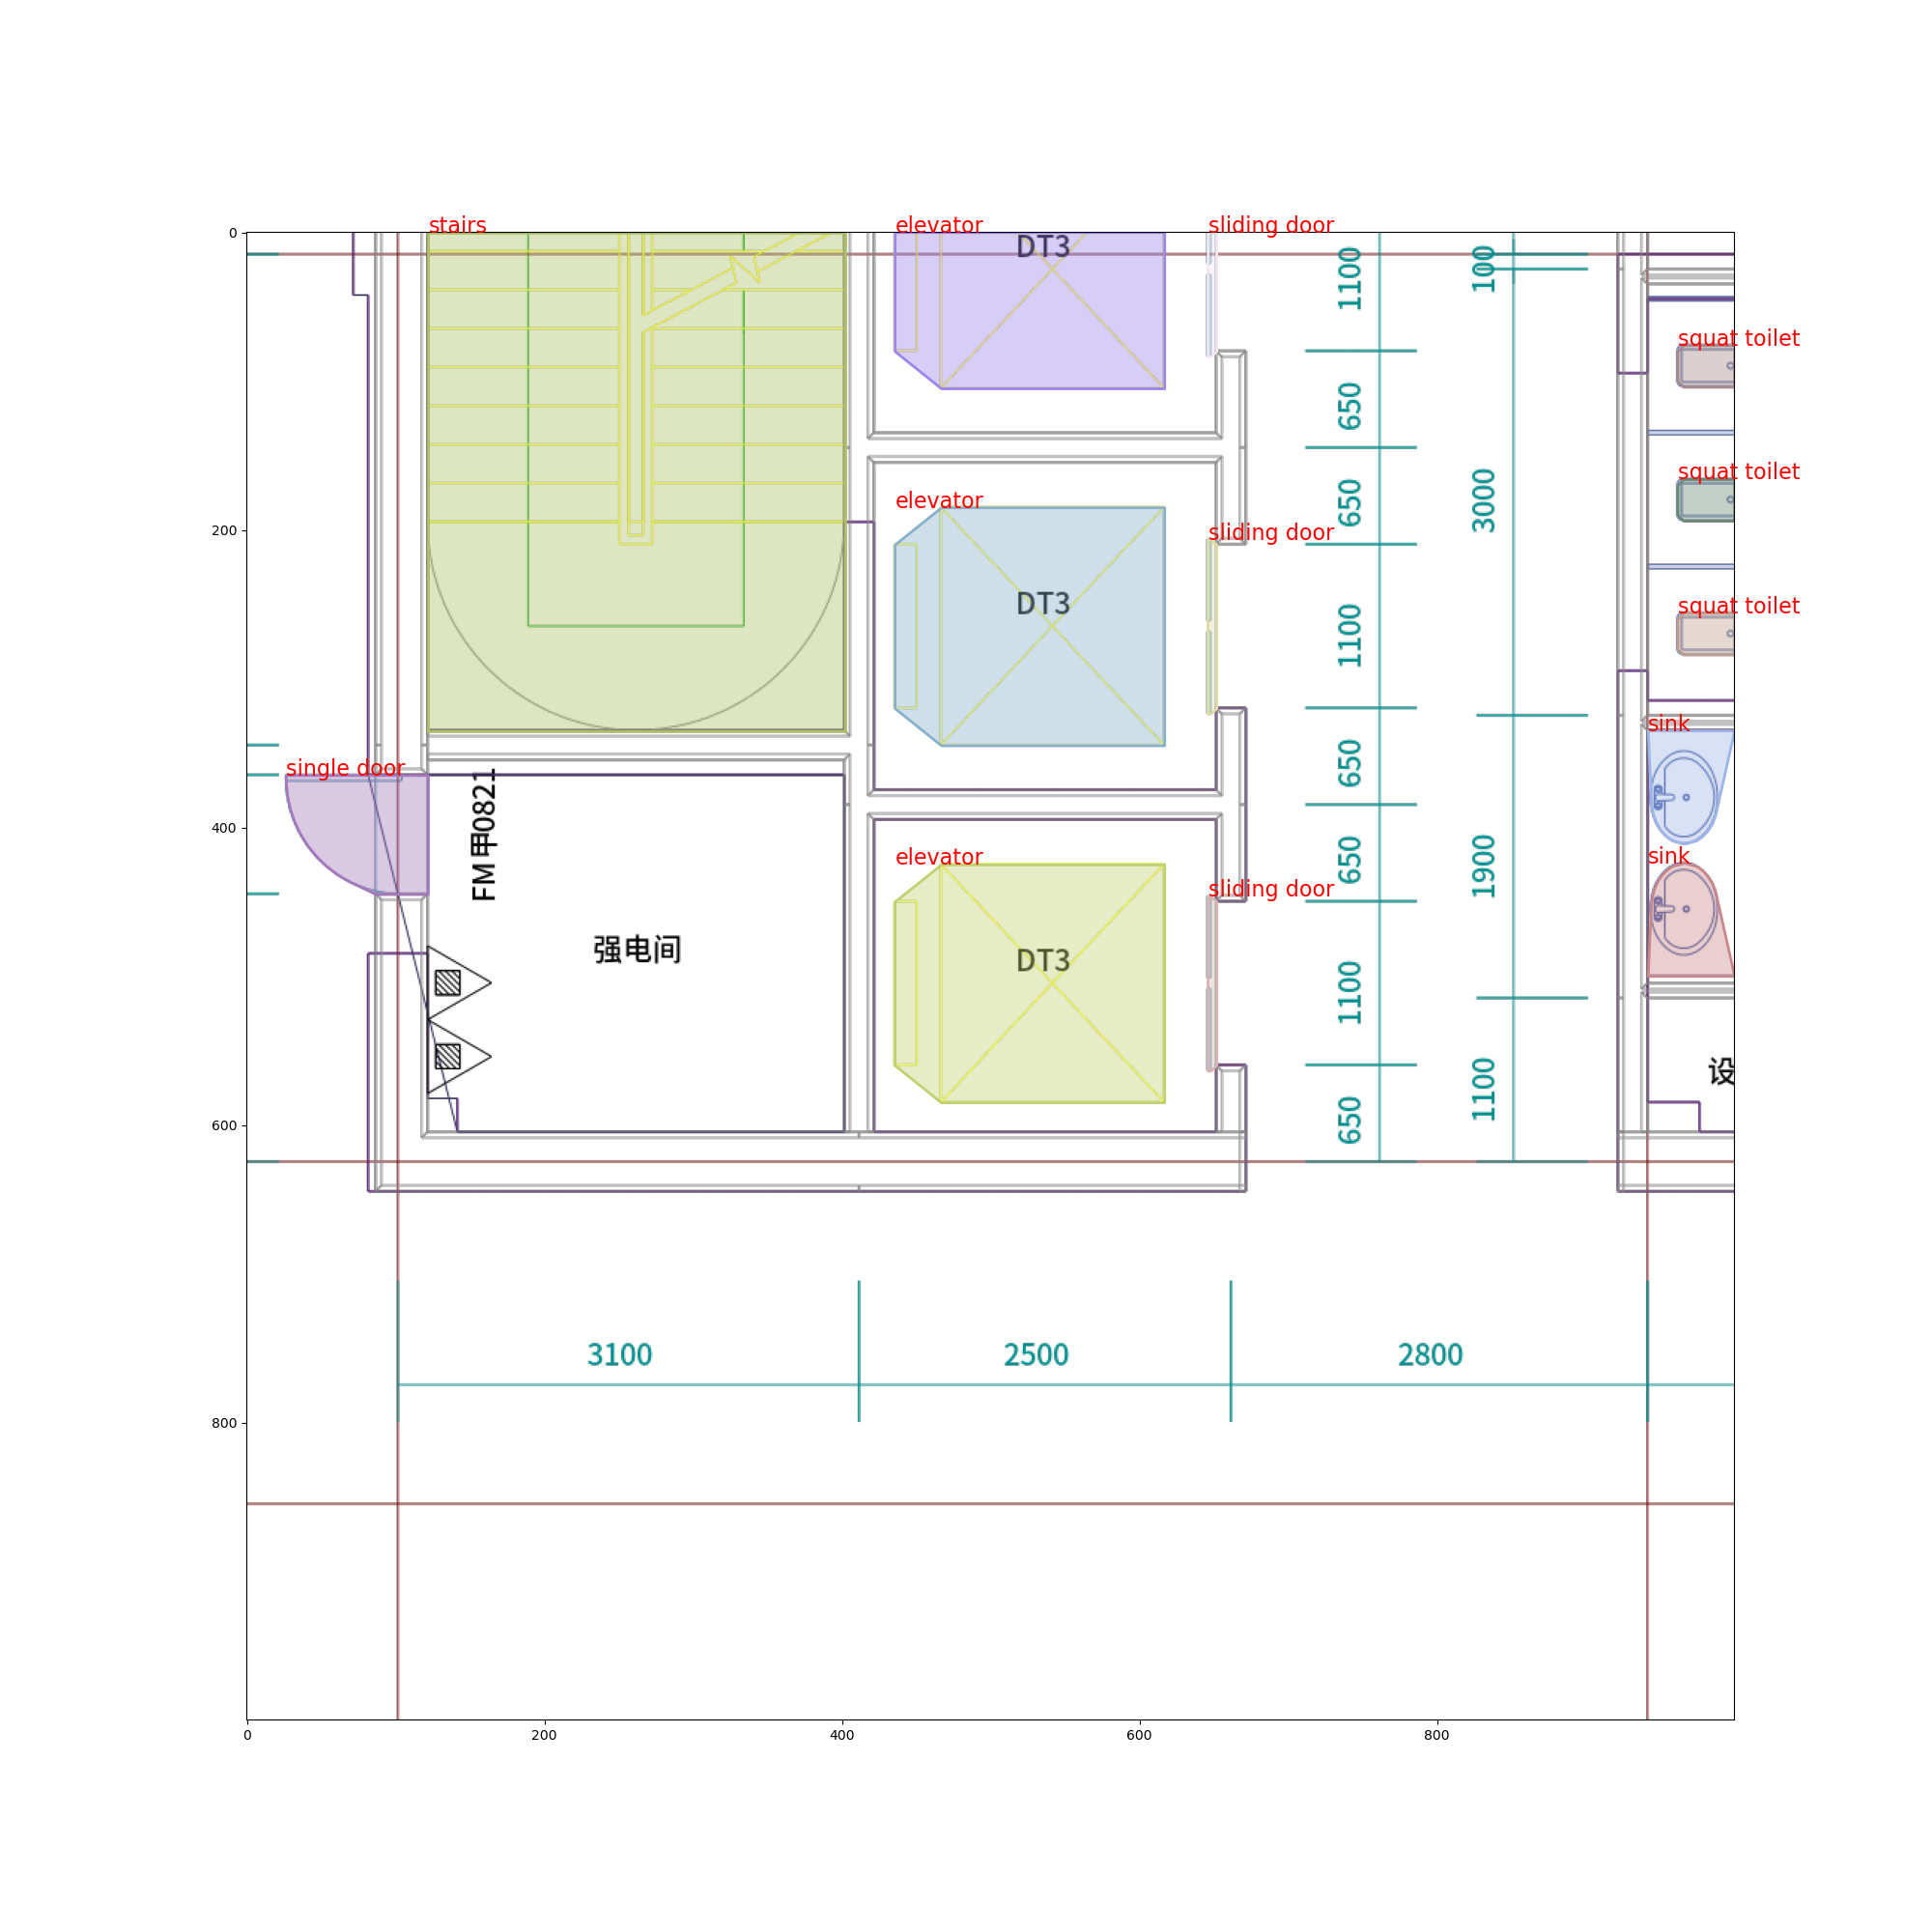 stairs
elevator
sliding door
0
DT3
1100
100
squat toilet
650
squat toilet
elevator
650
3000
200
sliding door
DT3
squat toilet
1100
sink
single door
650
FM甲0821
400
elevator
650
1900
sink
sliding door
强电间
DT3
1100
设
600
650
1100
3100
2500
2800
800
0
200
400
600
800